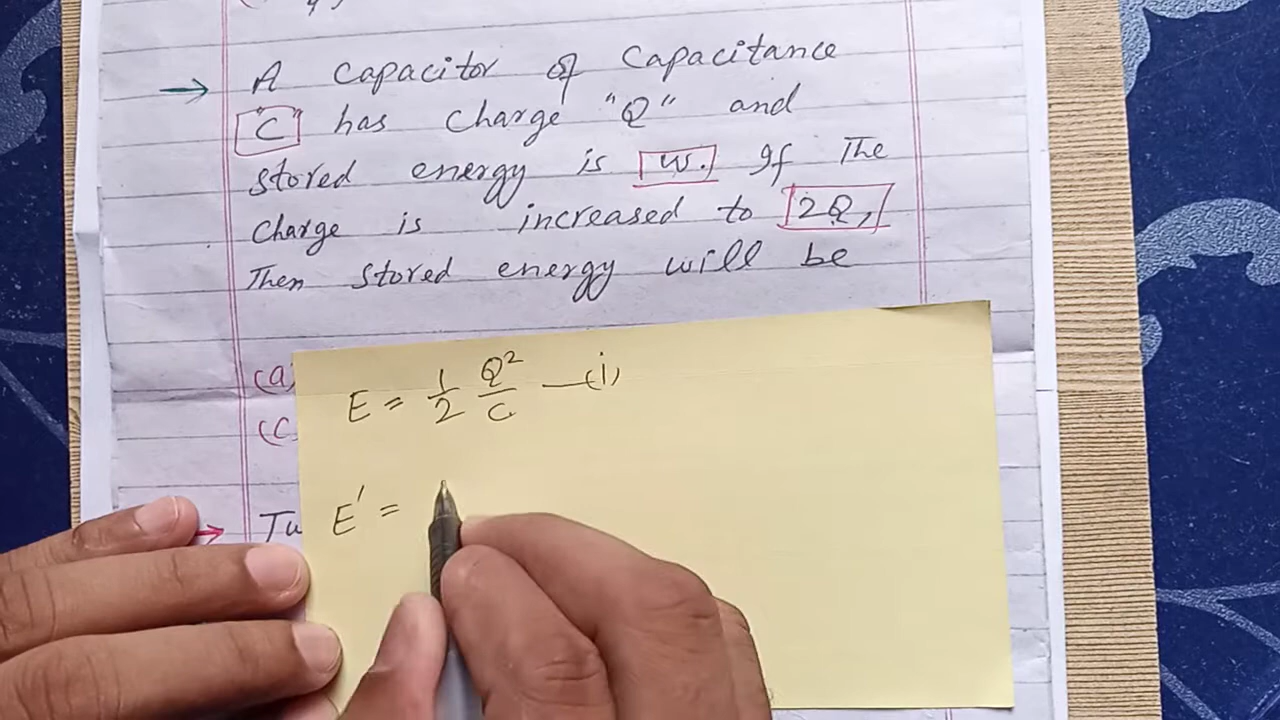 → A Capacitor of Capacitance
"C" has charge "Q" and
stored energy is W. If The
charge is increased to 2Q,
Then stored energy will be
(a)
(c
E = 1/2 Q²/C —(i)
E' =
→ Tw